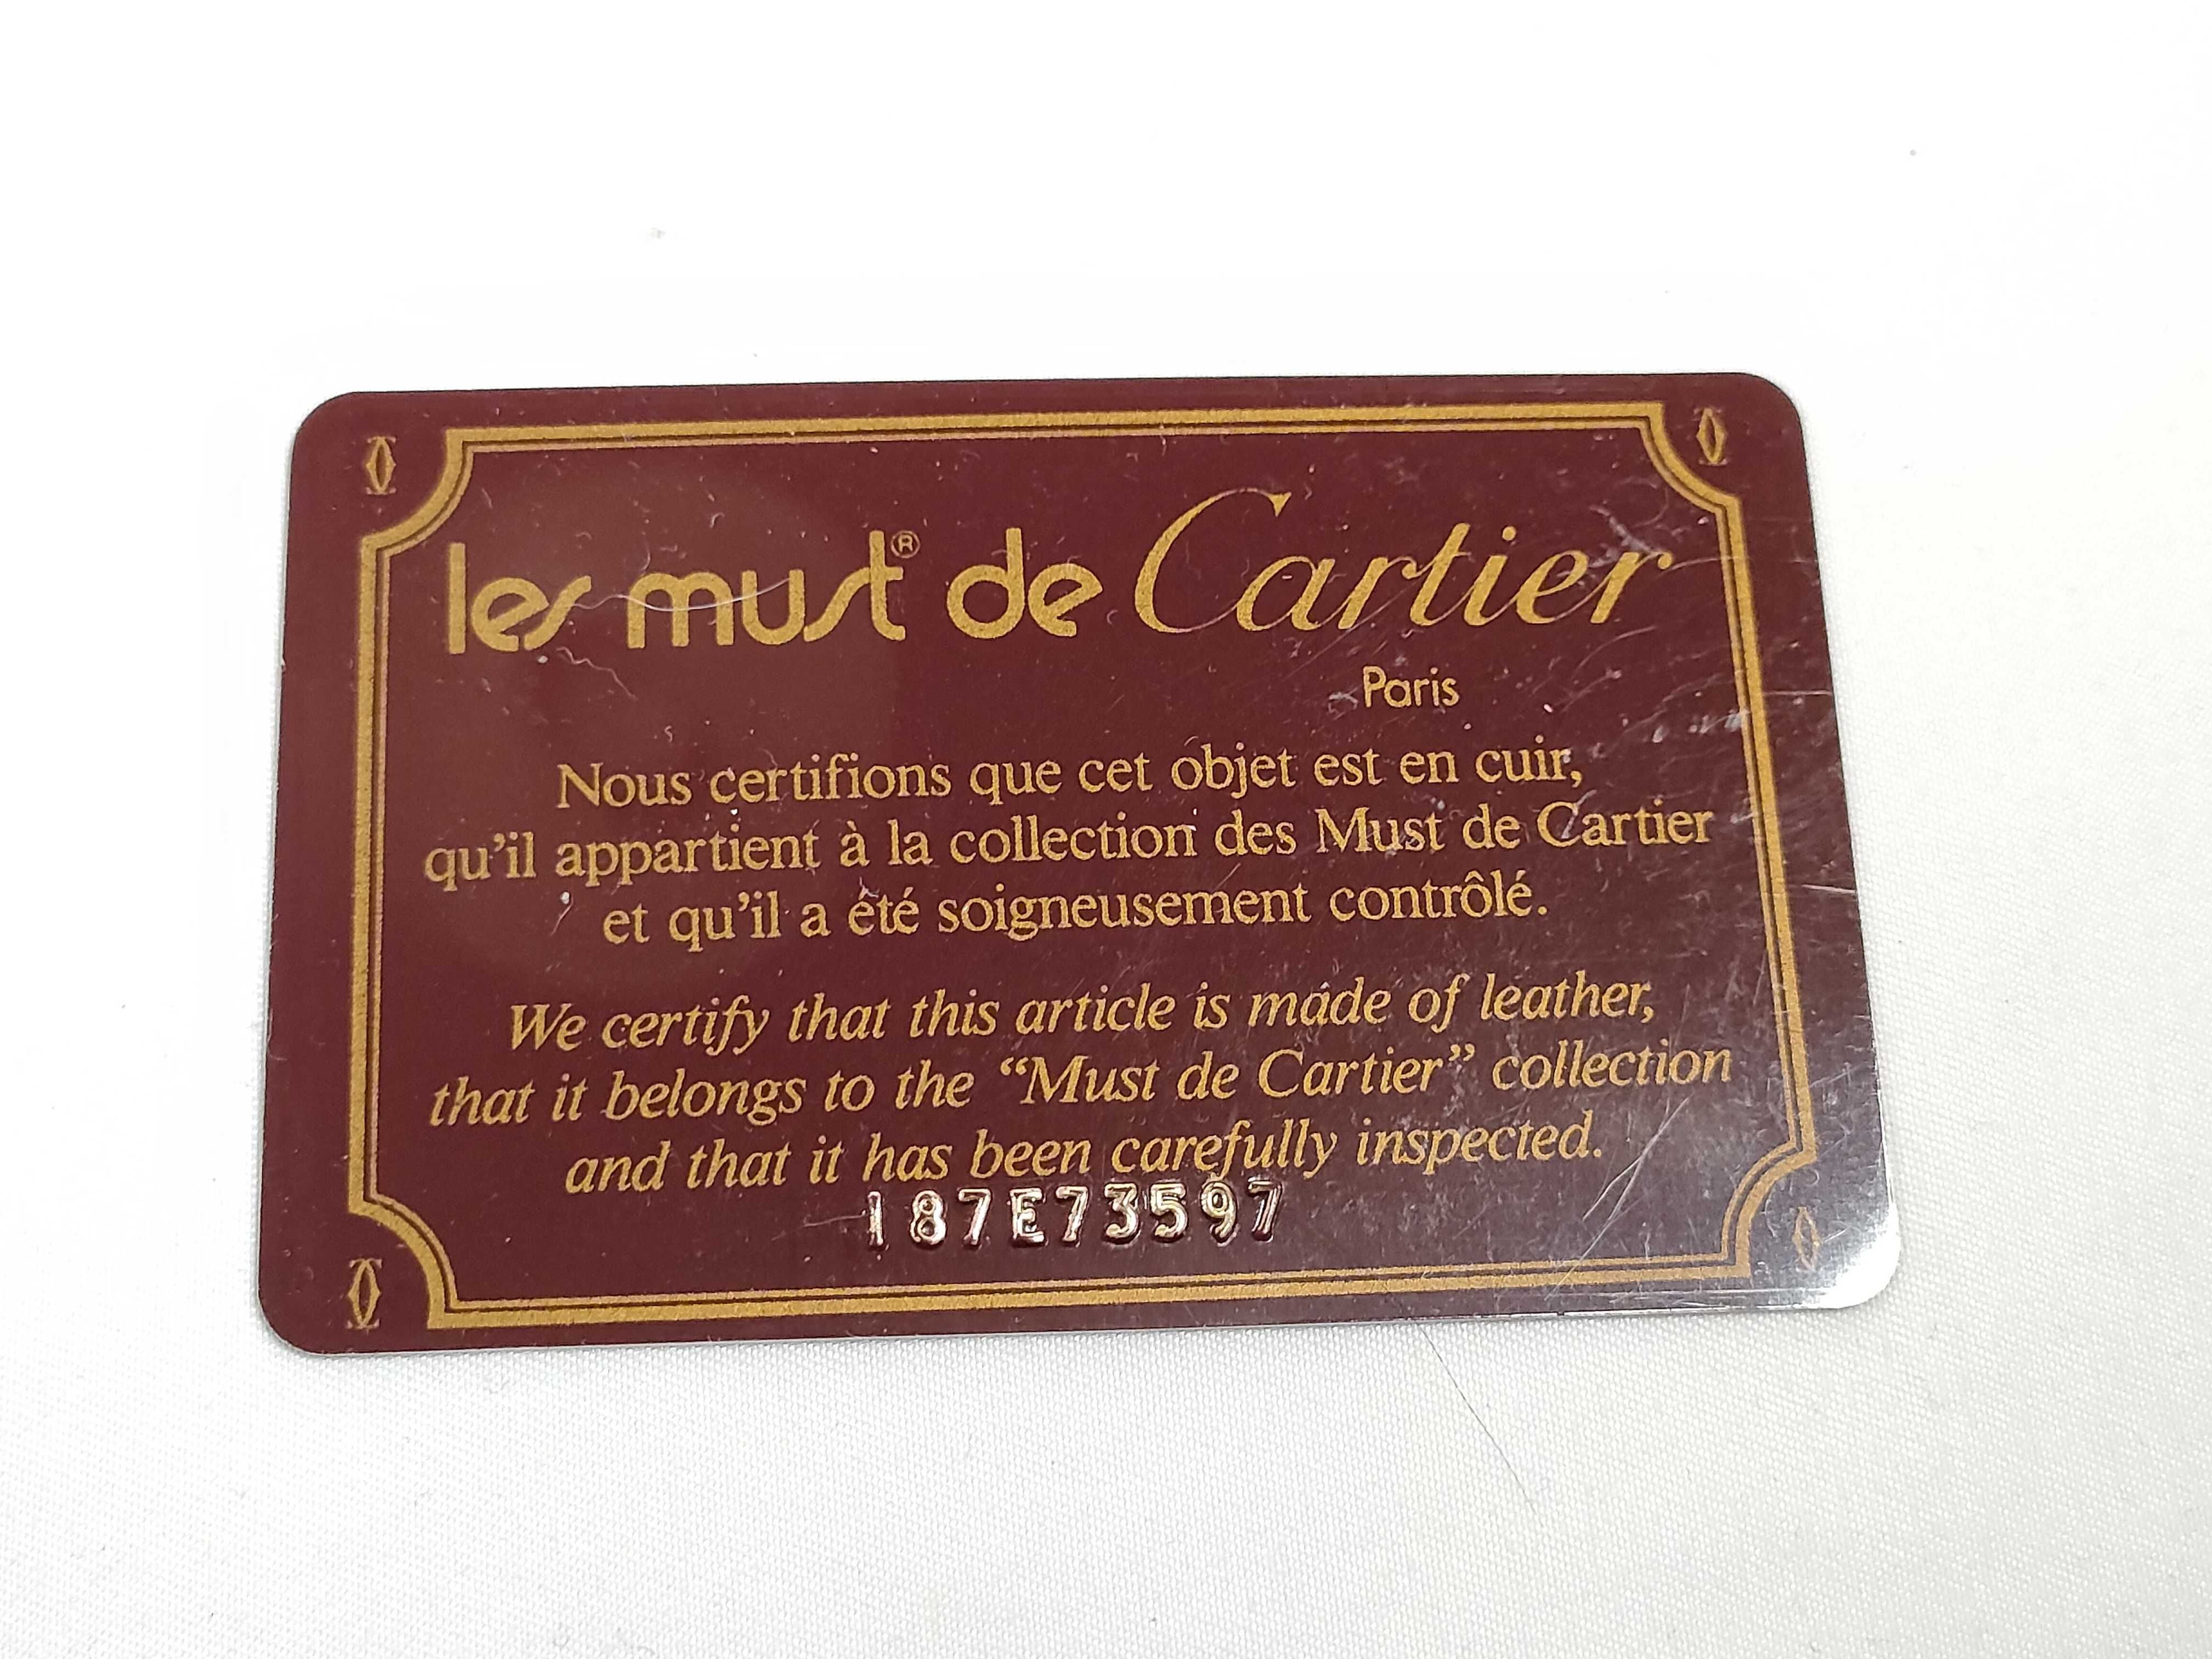 les must® de Cartier
Paris
Nous certifions que cet objet est en cuir,
qu'il appartient à la collection des Must de Cartier
et qu'il a été soigneusement contrôlé.
We certify that this article is made of leather,
that it belongs to the “Must de Cartier” collection
and that it has been carefully inspected.
187E73597